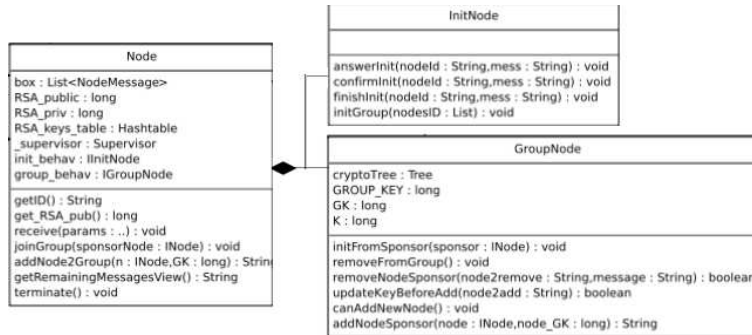 Node
box : List<NodeMessage>
RSA_public : long
RSA_priv : long
RSA_keys_table : Hashtable
_supervisor : Supervisor
init_behav : IInitNode
group_behav : IGroupNode
getID() : String
get_RSA_pub() : long
receive(params : ..) : void
joinGroup(sponsorNode : INode) : void
addNode2Group(n : INode,GK : long) : String
getRemainingMessagesView() : String
terminate() : void
InitNode
answerInit(nodeId : String,mess : String) : void
confirmInit(nodeId : String,mess : String) : void
finishInit(nodeId : String,mess : String) : void
initGroup(nodesID : List) : void
GroupNode
cryptoTree : Tree
GROUP_KEY : long
GK : long
K : long
initFromSponsor(sponsor : INode) : void
removeFromGroup() : void
removeNodeSponsor(node2remove : String,message : String) : boolean
updateKeyBeforeAdd(node2add : String) : boolean
canAddNewNode() : void
addNodeSponsor(node : INode,node_GK : long) : String